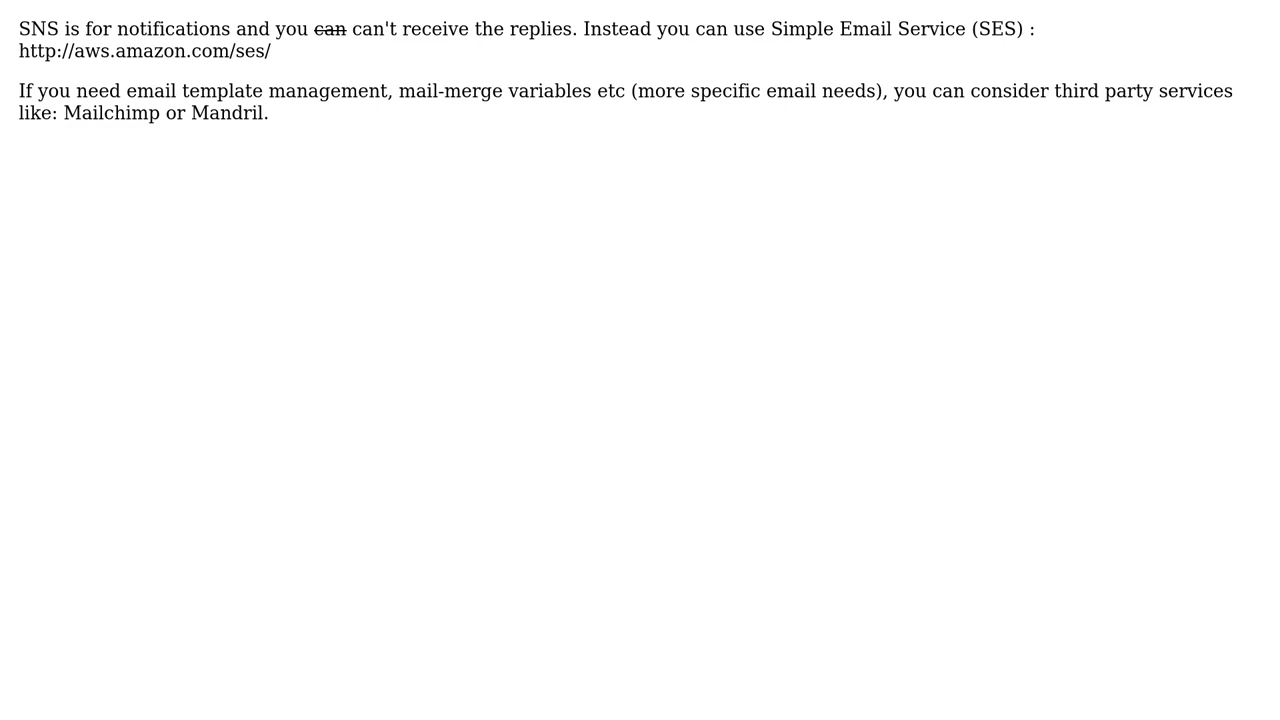 SNS is for notifications and you can can't receive the replies. Instead you can use Simple Email Service (SES) :
http://aws.amazon.com/ses/
If you need email template management, mail-merge variables etc (more specific email needs), you can consider third party services
like: Mailchimp or Mandril.